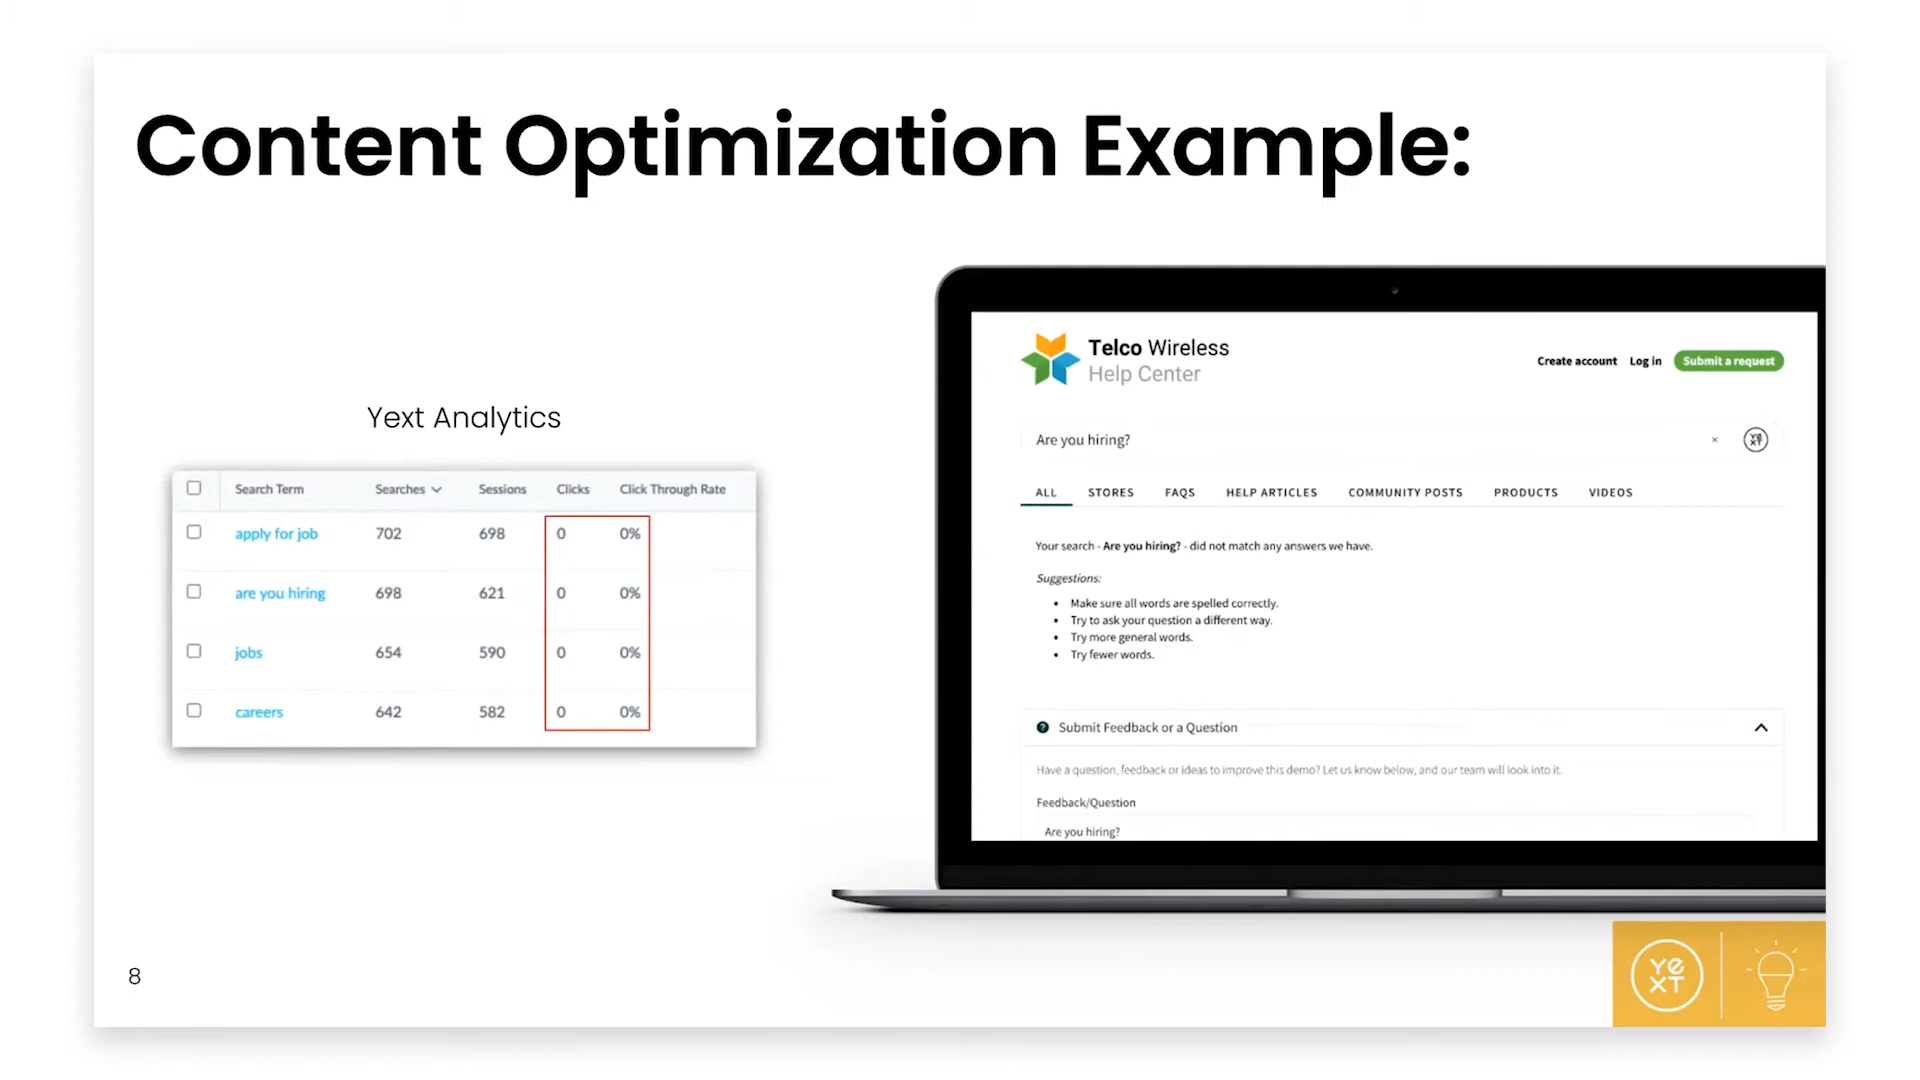 Content Optimization Example:
Yext Analytics
Search Term Searches Sessions Clicks Click Through Rate
apply for job 702 698 0 0%
are you hiring 698 621 0 0%
jobs 654 590 0 0%
careers 642 582 0 0%
Telco Wireless
Help Center
Create account Log in Submit a request
Are you hiring? ×
ALL STORES FAQS HELP ARTICLES COMMUNITY POSTS PRODUCTS VIDEOS
Your search - Are you hiring? - did not match any answers we have.
Suggestions:
• Make sure all words are spelled correctly.
• Try to ask your question a different way.
• Try more general words.
• Try fewer words.
Submit Feedback or a Question
Have a question, feedback or ideas to improve this demo? Let us know below, and our team will look into it.
Feedback/Question
Are you hiring?
8
YEXT